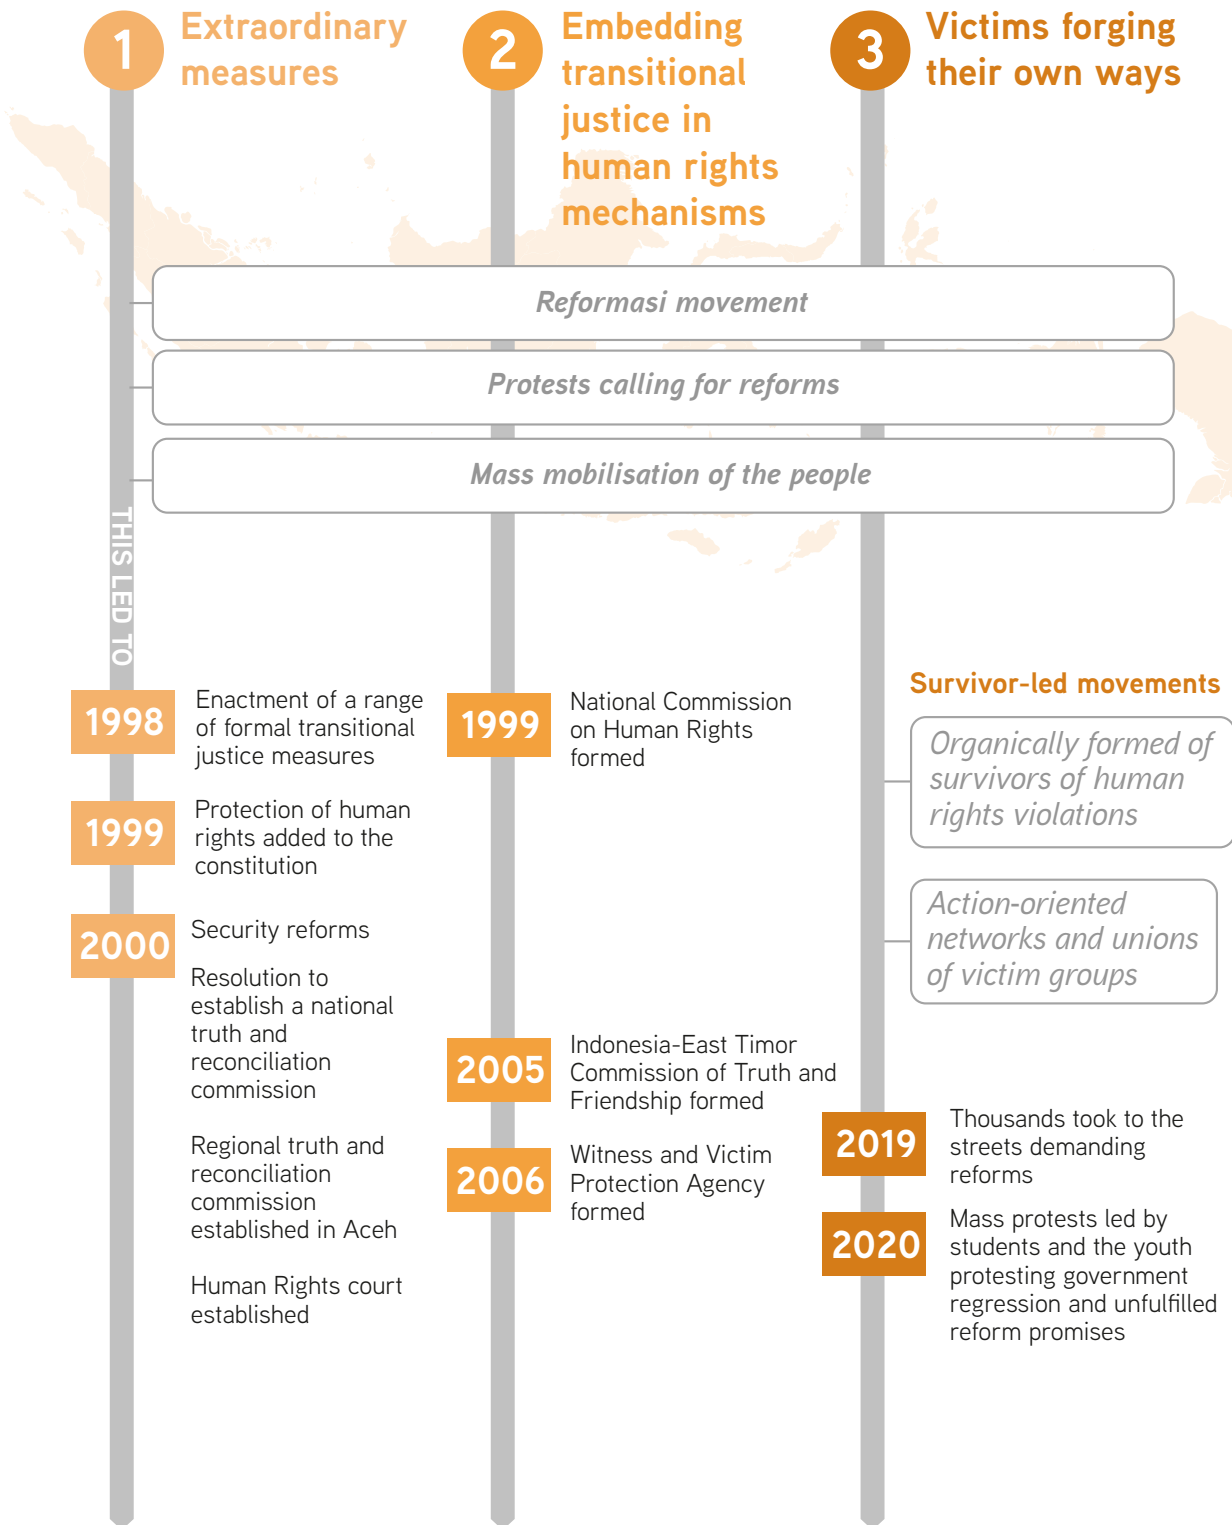 1
Extraordinary
measures
2
Embedding
transitional
justice in
human rights
mechanisms
3
Victims forging
their own ways
Reformasi movement
Protests calling for reforms
Mass mobilisation of the people
THIS LED TO
1998
Enactment of a range
of formal transitional
justice measures
1999
Protection of human
rights added to the
constitution
2000
Security reforms
Resolution to
establish a national
truth and
reconciliation
commission
Regional truth and
reconciliation
commission
established in Aceh
Human Rights court
established
1999
National Commission
on Human Rights
formed
2005
Indonesia-East Timor
Commission of Truth and
Friendship formed
2006
Witness and Victim
Protection Agency
formed
Survivor-led movements
Organically formed of
survivors of human
rights violations
Action-oriented
networks and unions
of victim groups
2019
Thousands took to the
streets demanding
reforms
2020
Mass protests led by
students and the youth
protesting government
regression and unfulfilled
reform promises